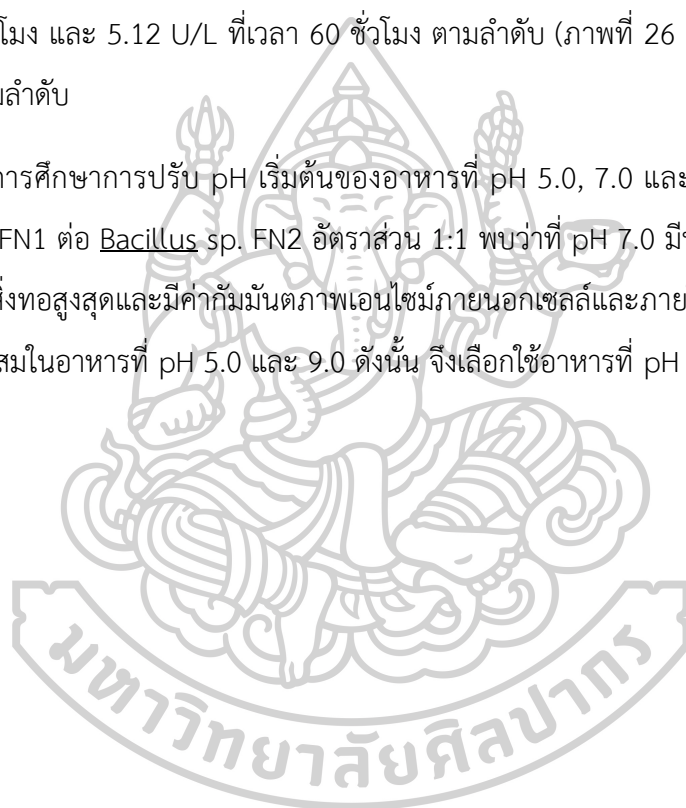 โมง และ 5.12 U/L ที่เวลา 60 ชั่วโมง ตามลำดับ (ภาพที่ 26
ลำดับ
การศึกษาการปรับ pH เริ่มต้นของอาหารที่ pH 5.0, 7.0 และ
FN1 ต่อ Bacillus sp. FN2 อัตราส่วน 1:1 พบว่าที่ pH 7.0
สิ่งทอสูงสุดและมีค่ากัมมันตภาพเอนไซม์ภายนอกเซลล์และภาย
สมในอาหารที่ pH 5.0 และ 9.0 ดังนั้น จึงเลือกใช้อาหารที่ pH
มหาวิทยาลัยศิลปากร